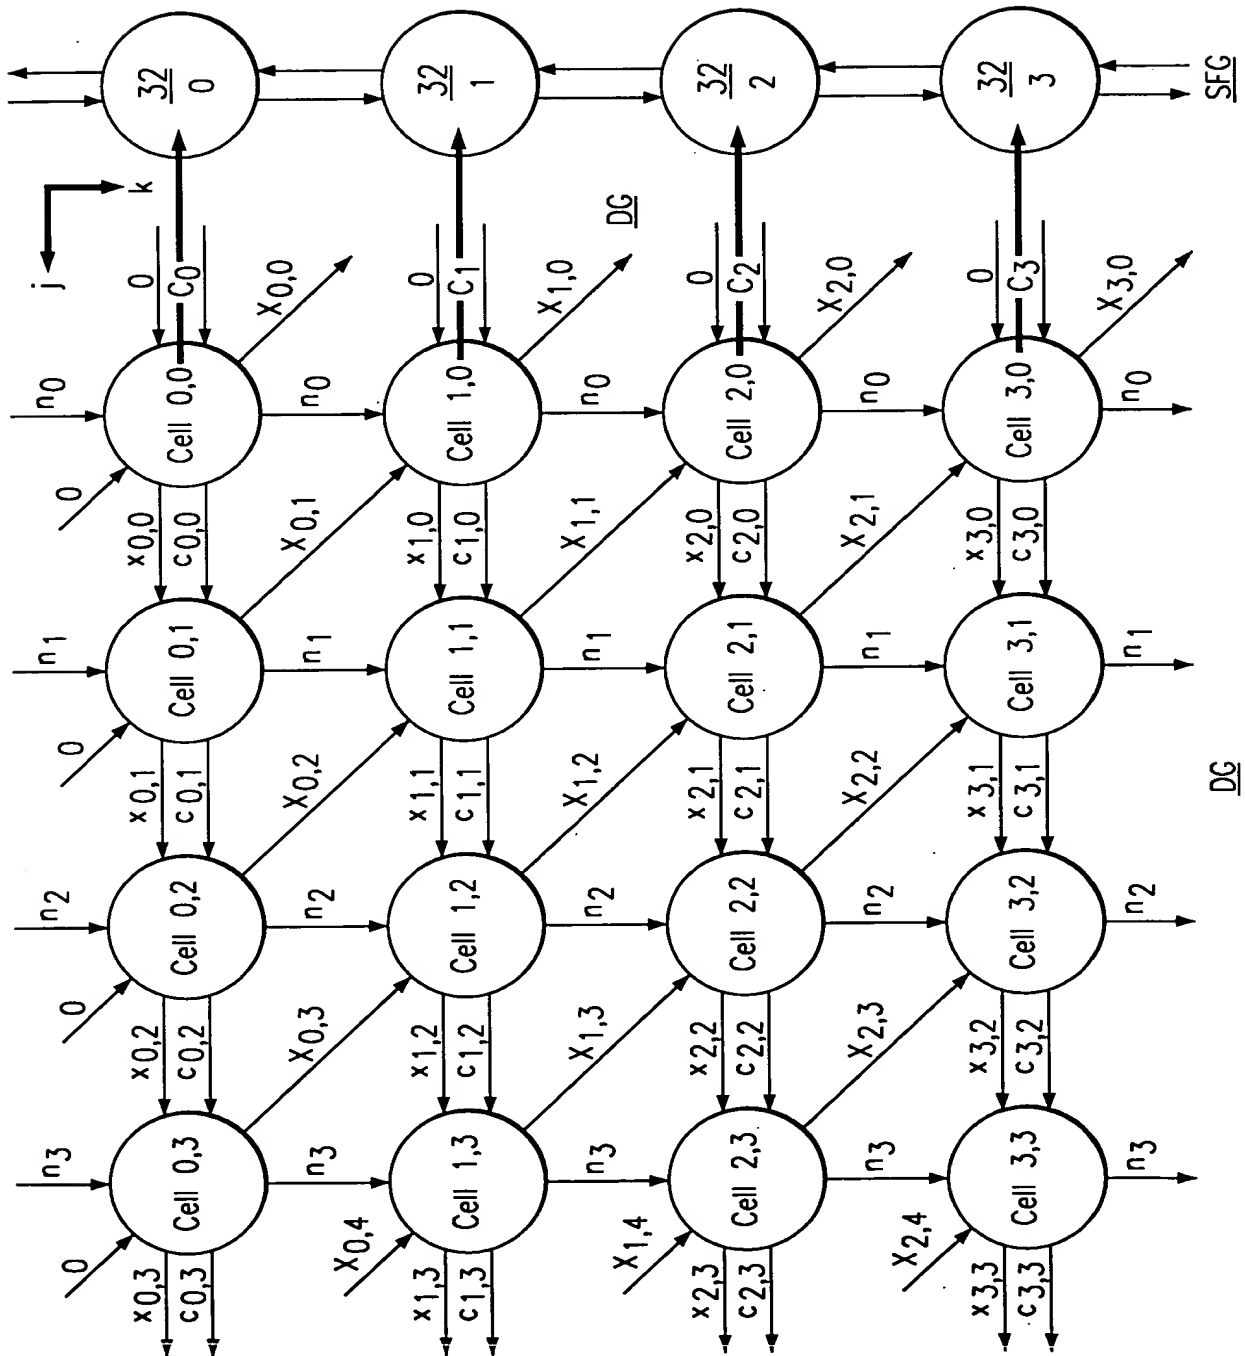 j
k
n3
n2
n1
n0
0
0
0
0
0
Cell 0,3
Cell 0,2
Cell 0,1
Cell 0,0
32
0
x0,3
c0,3
x0,2
c0,2
x0,1
c0,1
x0,0
c0,0
C0
n3
X0,3
n2
X0,2
n1
X0,1
n0
X0,0
X0,4
0
Cell 1,3
Cell 1,2
Cell 1,1
Cell 1,0
32
1
x1,3
c1,3
x1,2
c1,2
x1,1
c1,1
x1,0
c1,0
C1
n3
X1,3
n2
X1,2
n1
X1,1
n0
X1,0
DG
X1,4
0
Cell 2,3
Cell 2,2
Cell 2,1
Cell 2,0
32
2
x2,3
c2,3
x2,2
c2,2
x2,1
c2,1
x2,0
c2,0
C2
n3
X2,3
n2
X2,2
n1
X2,1
n0
X2,0
X2,4
0
Cell 3,3
Cell 3,2
Cell 3,1
Cell 3,0
32
3
x3,3
c3,3
x3,2
c3,2
x3,1
c3,1
x3,0
c3,0
C3
X3,0
n3
n2
n1
n0
DG
SFG